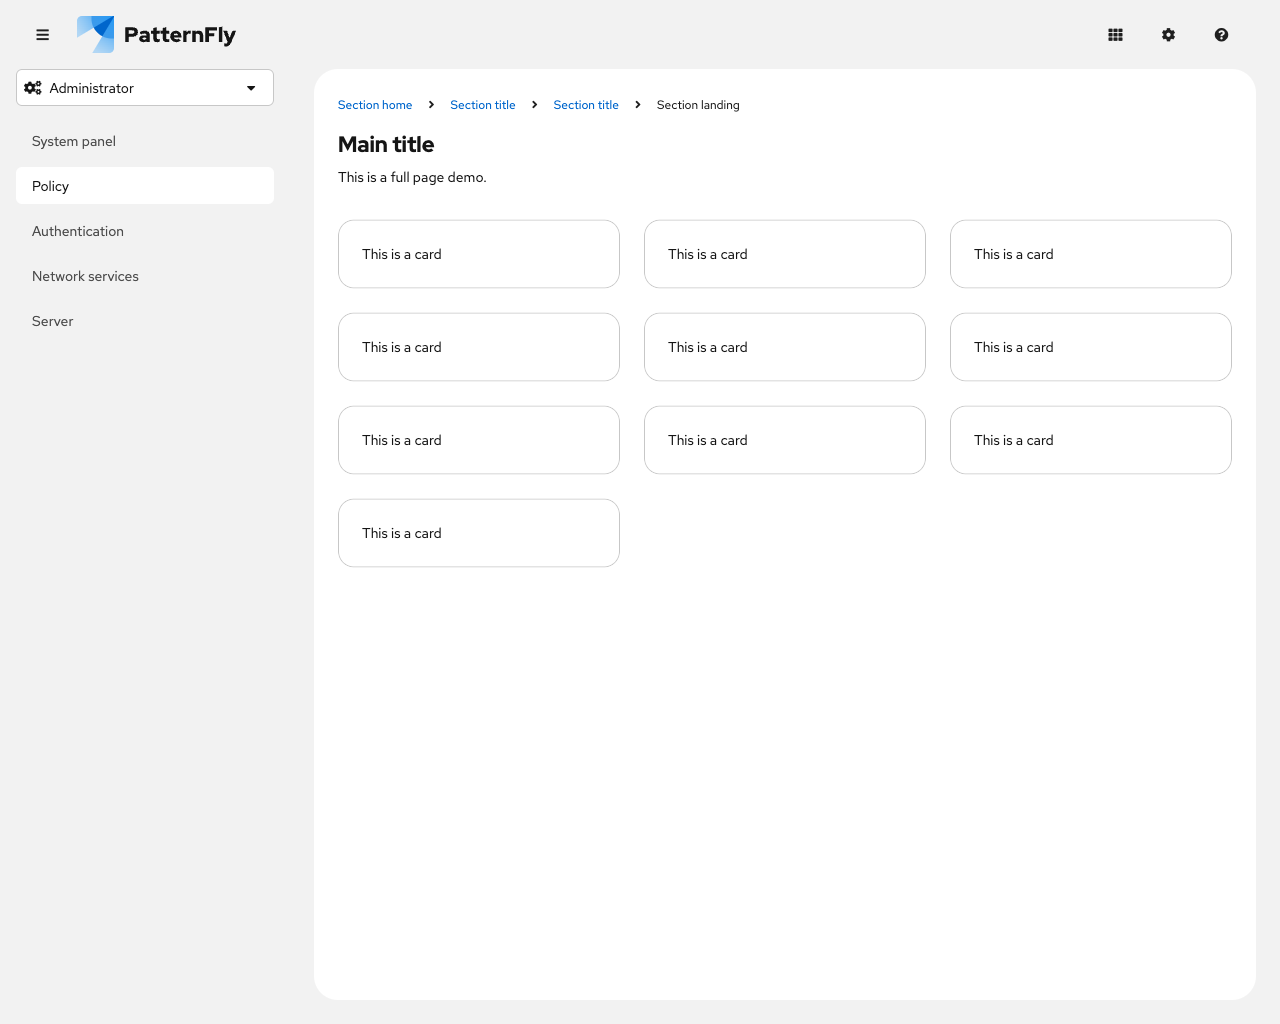 PatternFly
Administrator
System panel
Policy
Authentication
Network services
Server
Section home
Section title
Section title
Section landing
Main title
This is a full page demo.
This is a card
This is a card
This is a card
This is a card
This is a card
This is a card
This is a card
This is a card
This is a card
This is a card